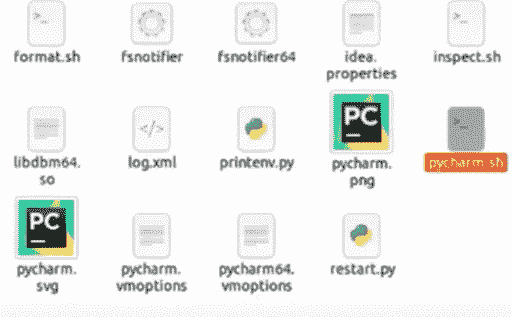 format.sh
fsnotifier
fsnotifier64
idea.
properties
inspect.sh
libdbm64.
so
log.xml
printenv.py
PC
pycharm.
png
pycharm.sh
PC
pycharm.
svg
pycharm.
vmoptions
pycharm64.
vmoptions
restart.py